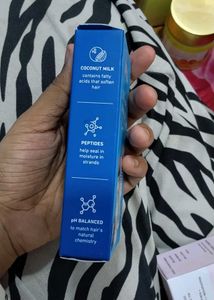 COCONUT MILK
contains fatty
acids that soften
hair
PEPTIDES
help seal in
moisture in
strands
pH BALANCED
to match hair's
natural
chemistry